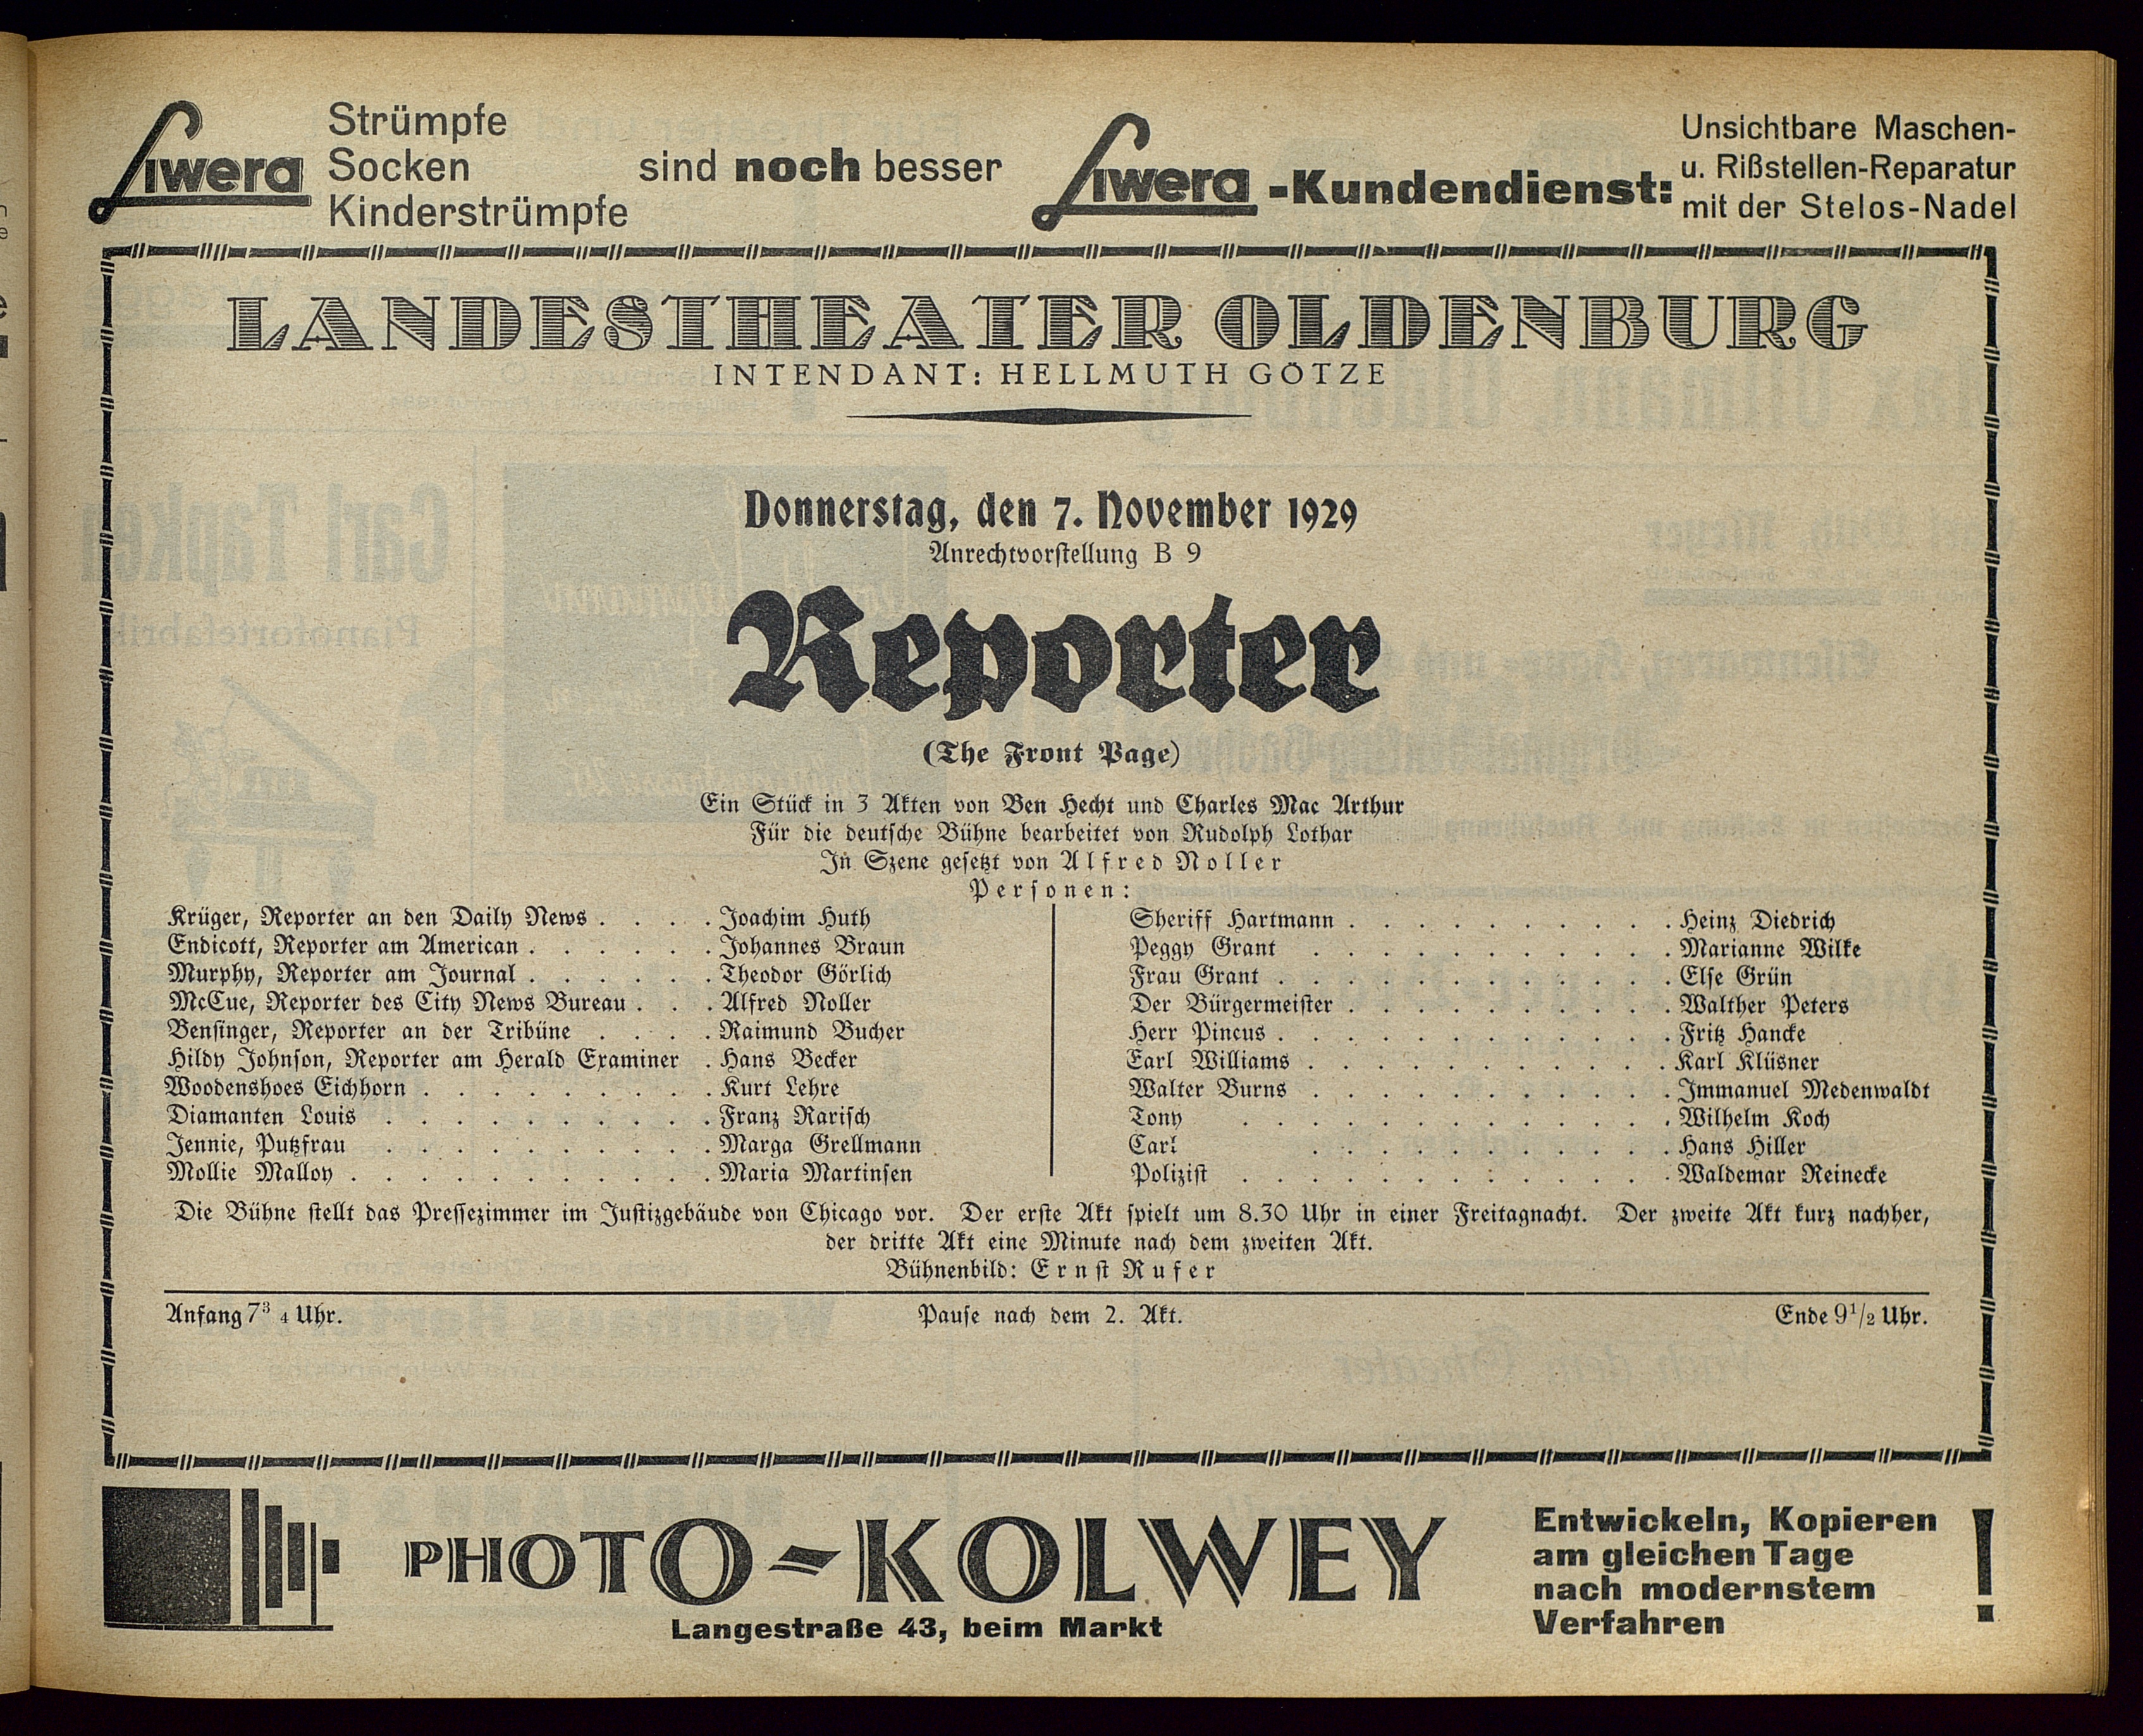 Siwera Strümpfe
Socken
Kinderstrümpfe
sind noch besser
Siwera-Kundendienst:
Unsichtbare Maschen-
u. Rißstellen-Reparatur
mit der Stelos-Nadel
LANDESTHEATER OLDENBURG
INTENDANT: HELLMUTH GÖTZE
Donnerstag, den 7. November 1929
Anrechtvorstellung B 9
Reporter
(The Front Page)
Ein Stück in 3 Akten von Ben Hecht und Charles Mac Arthur
Für die deutsche Bühne bearbeitet von Rudolph Lothar
In Szene gesetzt von Alfred Noller
Personen:
Krüger, Reporter an den Daily News . . . . Joachim Huth
Endicott, Reporter am American . . . . . . Johannes Braun
Murphy, Reporter am Journal . . . . . . Theodor Görlich
McCue, Reporter des City News Bureau . . . Alfred Noller
Bensinger, Reporter an der Tribüne . . . . Raimund Bucher
Hildy Johnson, Reporter am Herald Examiner . Hans Becker
Woodenshoes Eichhorn . . . . . . . . . Kurt Lehre
Diamanten Louis . . . . . . . . . . Franz Rarisch
Jennie, Putzfrau . . . . . . . . . . Marga Grellmann
Mollie Malloy . . . . . . . . . . . Maria Martinsen
Sheriff Hartmann . . . . . . . . . . Heinz Diedrich
Peggy Grant . . . . . . . . . . . Marianne Wilke
Frau Grant . . . . . . . . . . . . Else Grün
Der Bürgermeister . . . . . . . . . . Walther Peters
Herr Pincus . . . . . . . . . . . . Fritz Hancke
Earl Williams . . . . . . . . . . . Karl Klüsner
Walter Burns . . . . . . . . . . . Immanuel Medenwaldt
Tony . . . . . . . . . . . . . Wilhelm Koch
Carl . . . . . . . . . . . Hans Hiller
Polizist . . . . . . . . . . . . . Waldemar Reinecke
Die Bühne stellt das Pressezimmer im Justizgebäude von Chicago vor. Der erste Akt spielt um 8.30 Uhr in einer Freitagnacht. Der zweite Akt kurz nachher,
der dritte Akt eine Minute nach dem zweiten Akt.
Bühnenbild: Ernst Rufer
Anfang 7³ ₄ Uhr. Pause nach dem 2. Akt. Ende 9¹/₂ Uhr.
PHOTO-KOLWEY
Langestraße 43, beim Markt
Entwickeln, Kopieren
am gleichen Tage
nach modernstem
Verfahren !